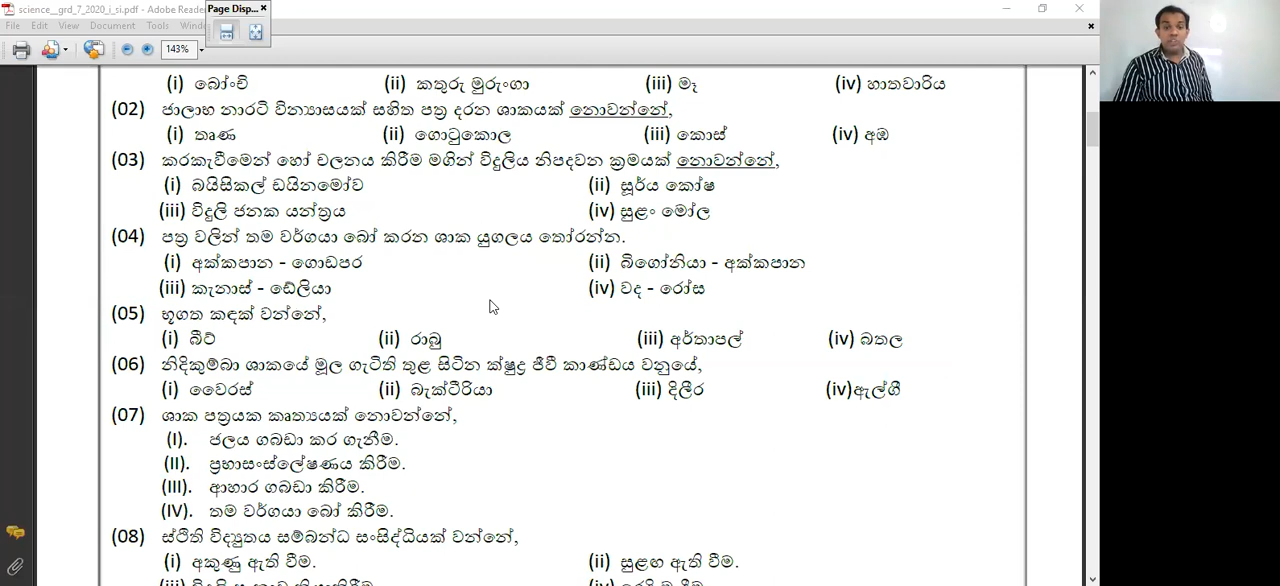 science__grd_7_2020_i_si.pdf - Adobe Reader
Page Disp...
File Edit View Document Tools Window
143%
(i) බෝංචි (ii) කතුරු මුරුංගා (iii) මෑ (iv) හාතවාරිය
(02) ජාලාභ නාරටි වින්‍යාසයක් සහිත පත්‍ර දරන ශාකයක් නොවන්නේ,
(i) තෘණ (ii) ගොටුකොල (iii) කොස් (iv) අඹ
(03) කරකැවීමෙන් හෝ චලනය කිරීම මගින් විදුලිය නිපදවන ක්‍රමයක් නොවන්නේ,
(i) බයිසිකල් ඩයිනමෝව (ii) සූර්ය කෝෂ
(iii) විදුලි ජනක යන්ත්‍රය (iv) සුළං මෝල
(04) පත්‍ර වලින් තම වර්ගයා බෝ කරන ශාක යුගලය තෝරන්න.
(i) අක්කපාන - ගොඩපර (ii) බිගෝනියා - අක්කපාන
(iii) කැනාස් - ඩේලියා (iv) වද - රෝස
(05) භූගත කඳක් වන්නේ,
(i) බීට් (ii) රාබු (iii) අර්තාපල් (iv) බතල
(06) නිදිකුම්බා ශාකයේ මූල ගැටිති තුළ සිටින ක්ෂුද්‍ර ජීවී කාණ්ඩය වනුයේ,
(i) වෛරස් (ii) බැක්ටීරියා (iii) දිලීර (iv)ඇල්ගී
(07) ශාක පත්‍රයක කෘත්‍යයක් නොවන්නේ,
(I). ජලය ගබඩා කර ගැනීම.
(II). ප්‍රභාසංස්ලේෂණය කිරීම.
(III). ආහාර ගබඩා කිරීම.
(IV). තම වර්ගයා බෝ කිරීම.
(08) ස්ථිති විද්‍යුතය සම්බන්ධ සංසිද්ධියක් වන්නේ,
(i) අකුණු ඇති වීම. (ii) සුළඟ ඇති වීම.